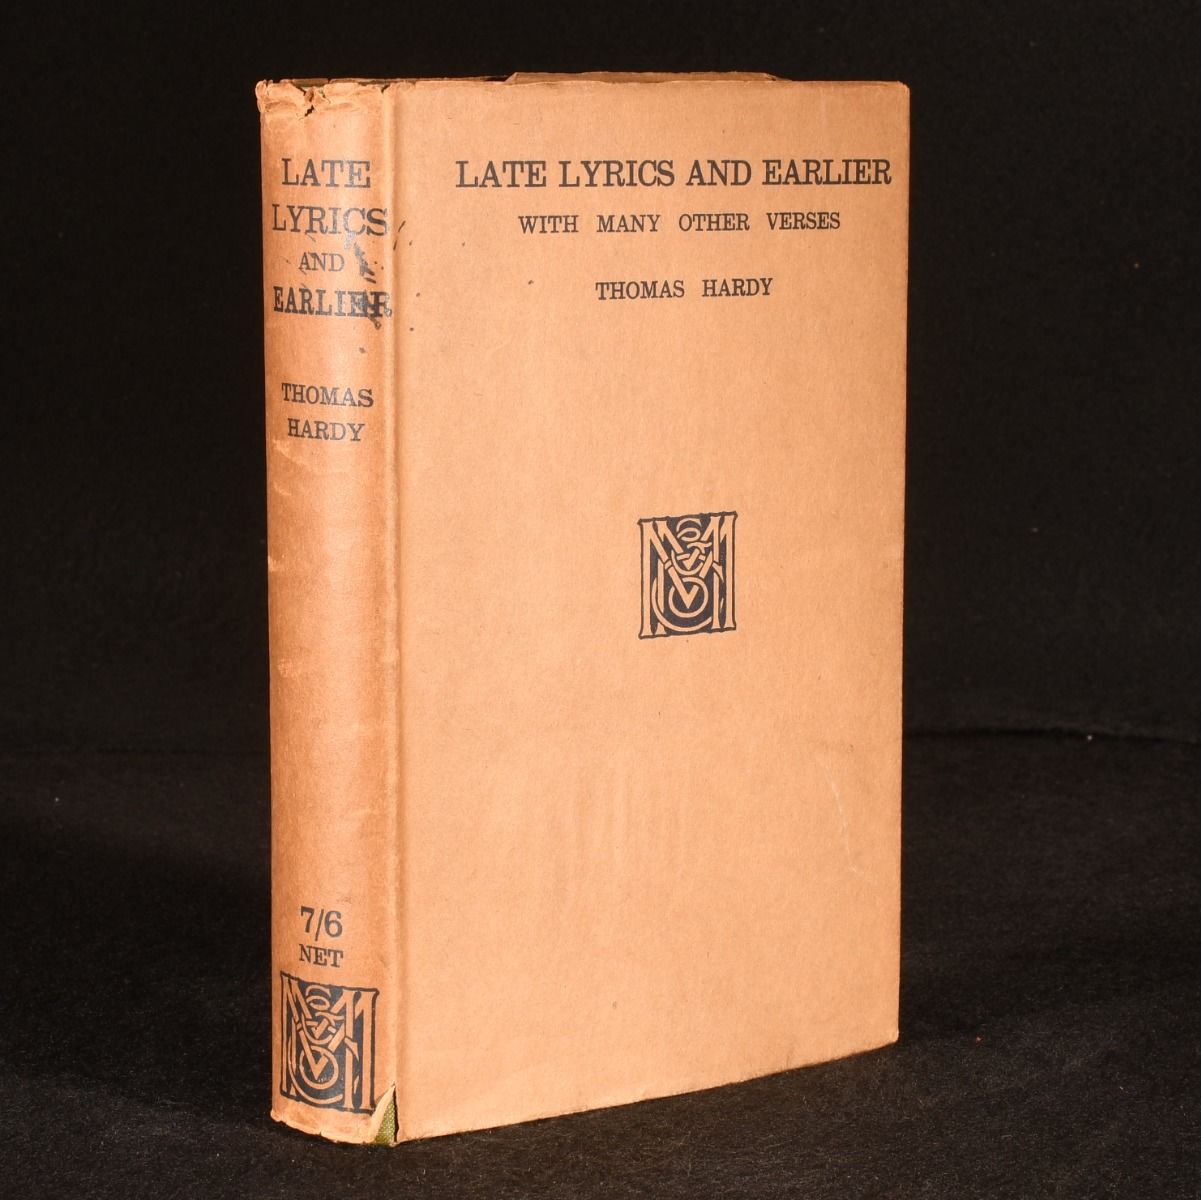 LATE
LYRICS
AND
EARLIER
THOMAS
HARDY
7/6
NET
LATE LYRICS AND EARLIER
WITH MANY OTHER VERSES
THOMAS HARDY